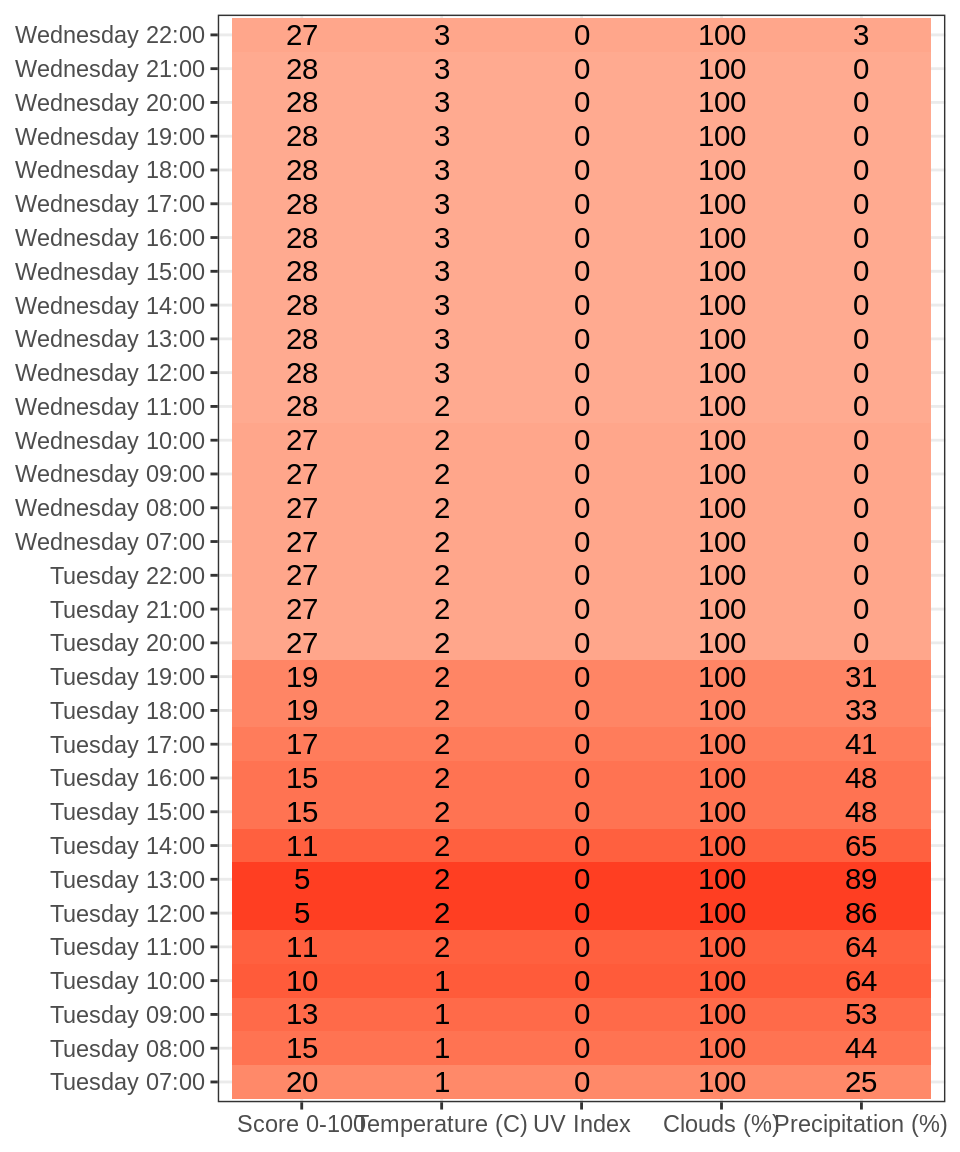 Wednesday 22:00 27 3 0 100 3
Wednesday 21:00 28 3 0 100 0
Wednesday 20:00 28 3 0 100 0
Wednesday 19:00 28 3 0 100 0
Wednesday 18:00 28 3 0 100 0
Wednesday 17:00 28 3 0 100 0
Wednesday 16:00 28 3 0 100 0
Wednesday 15:00 28 3 0 100 0
Wednesday 14:00 28 3 0 100 0
Wednesday 13:00 28 3 0 100 0
Wednesday 12:00 28 3 0 100 0
Wednesday 11:00 28 2 0 100 0
Wednesday 10:00 27 2 0 100 0
Wednesday 09:00 27 2 0 100 0
Wednesday 08:00 27 2 0 100 0
Wednesday 07:00 27 2 0 100 0
Tuesday 22:00 27 2 0 100 0
Tuesday 21:00 27 2 0 100 0
Tuesday 20:00 27 2 0 100 0
Tuesday 19:00 19 2 0 100 31
Tuesday 18:00 19 2 0 100 33
Tuesday 17:00 17 2 0 100 41
Tuesday 16:00 15 2 0 100 48
Tuesday 15:00 15 2 0 100 48
Tuesday 14:00 11 2 0 100 65
Tuesday 13:00 5 2 0 100 89
Tuesday 12:00 5 2 0 100 86
Tuesday 11:00 11 2 0 100 64
Tuesday 10:00 10 1 0 100 64
Tuesday 09:00 13 1 0 100 53
Tuesday 08:00 15 1 0 100 44
Tuesday 07:00 20 1 0 100 25
Score 0-100 Temperature (C) UV Index Clouds (%) Precipitation (%)